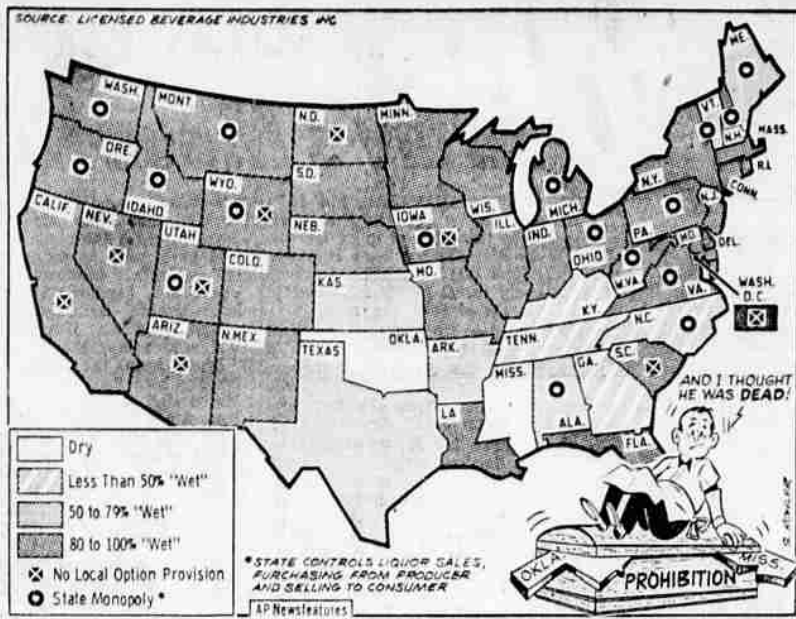 SOURCE: LICENSED BEVERAGE INDUSTRIES INC
WASH.
MONT.
N.D.
MINN.
ME.
VT.
N.H.
MASS.
R.I.
CONN.
ORE.
IDAHO
WYO.
S.D.
WIS.
MICH.
N.Y.
N.J.
CALIF.
NEV.
UTAH
COLO.
NEB.
IOWA
ILL.
IND.
OHIO
PA.
MD.
DEL.
W.VA.
VA.
WASH.
D.C.
KAS.
MO.
KY.
ARIZ.
N.MEX.
TEXAS
OKLA.
ARK.
TENN.
N.C.
S.C.
MISS.
ALA.
GA.
LA
FLA.
AND I THOUGHT
HE WAS DEAD!
Dry
Less Than 50% "Wet"
50 to 79% "Wet"
80 to 100% "Wet"
No Local Option Provision
State Monopoly *
*STATE CONTROLS LIQUOR SALES,
PURCHASING FROM PRODUCER
AND SELLING TO CONSUMER
AP Newsfeatures
OKLA.
PROHIBITION
MISS.